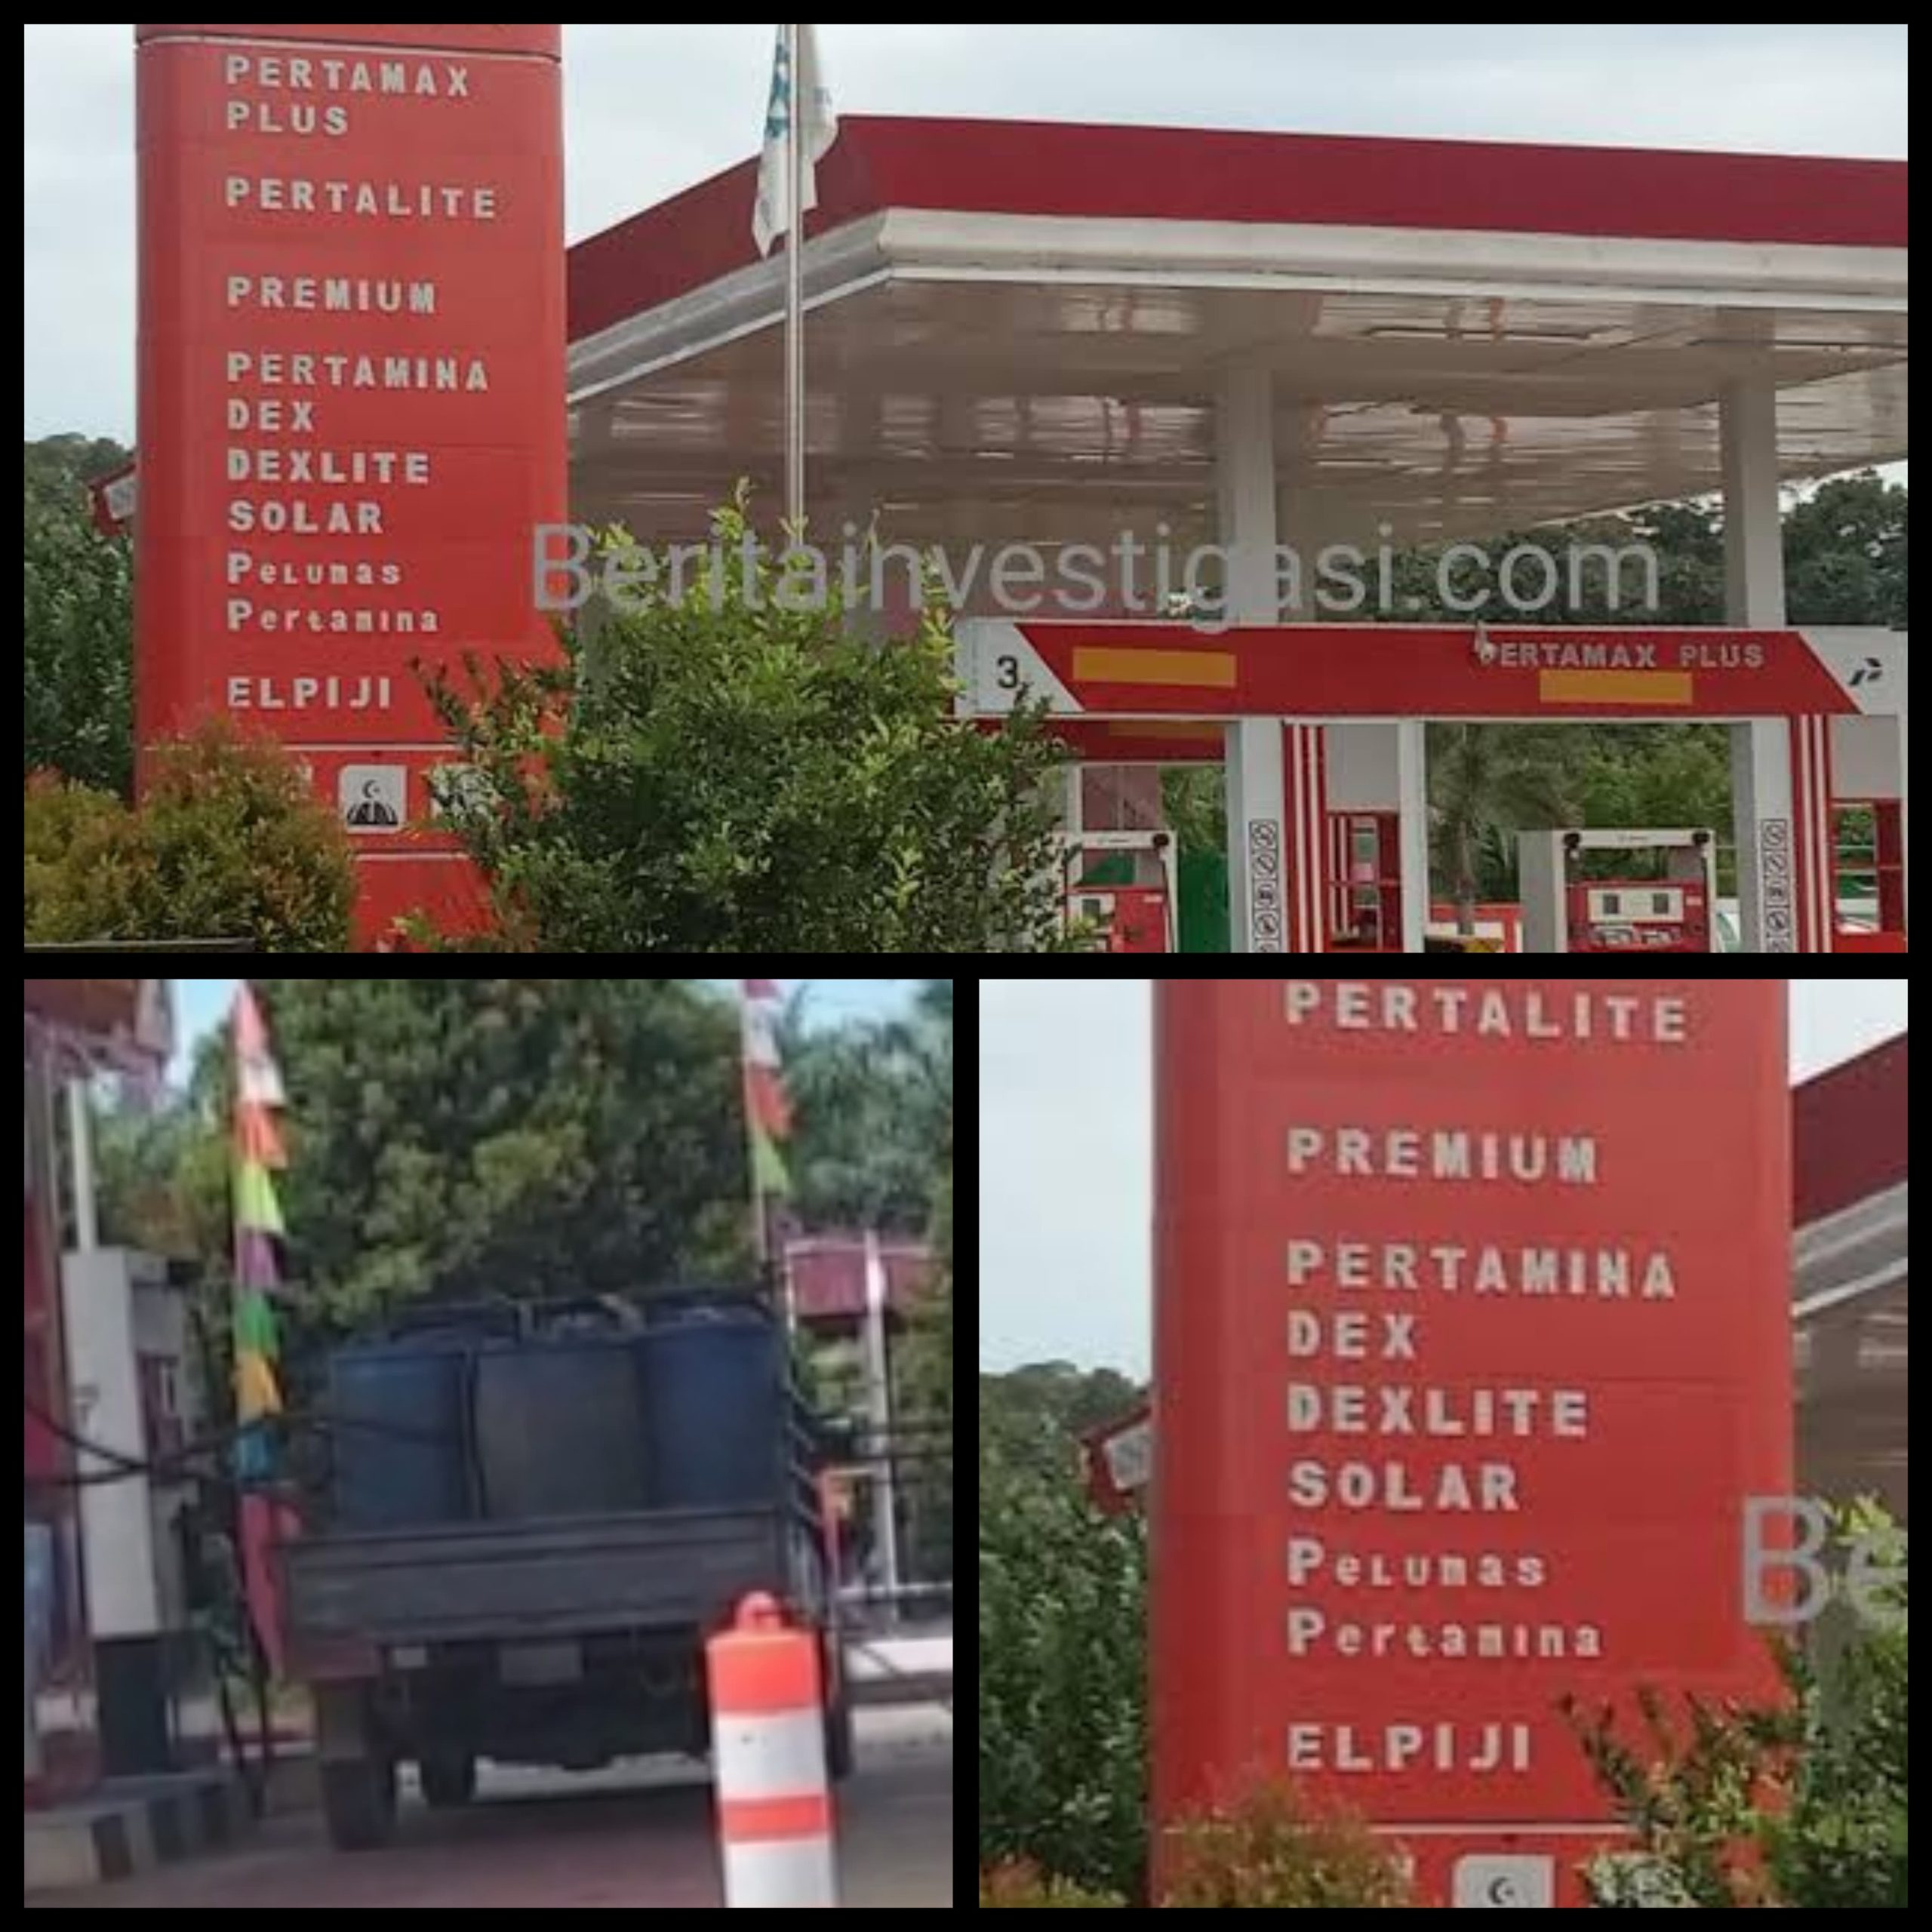 PERTAMAX
PLUS
PERTALITE
PREMIUM
PERTAMINA
DEX
DEXLITE
SOLAR
Pelumas
Pertamina
ELPIJI
Beritainvestigasi.com
3
PERTAMAX PLUS
PERTALITE
PREMIUM
PERTAMINA
DEX
DEXLITE
SOLAR
Pelumas
Pertamina
ELPIJI
Be